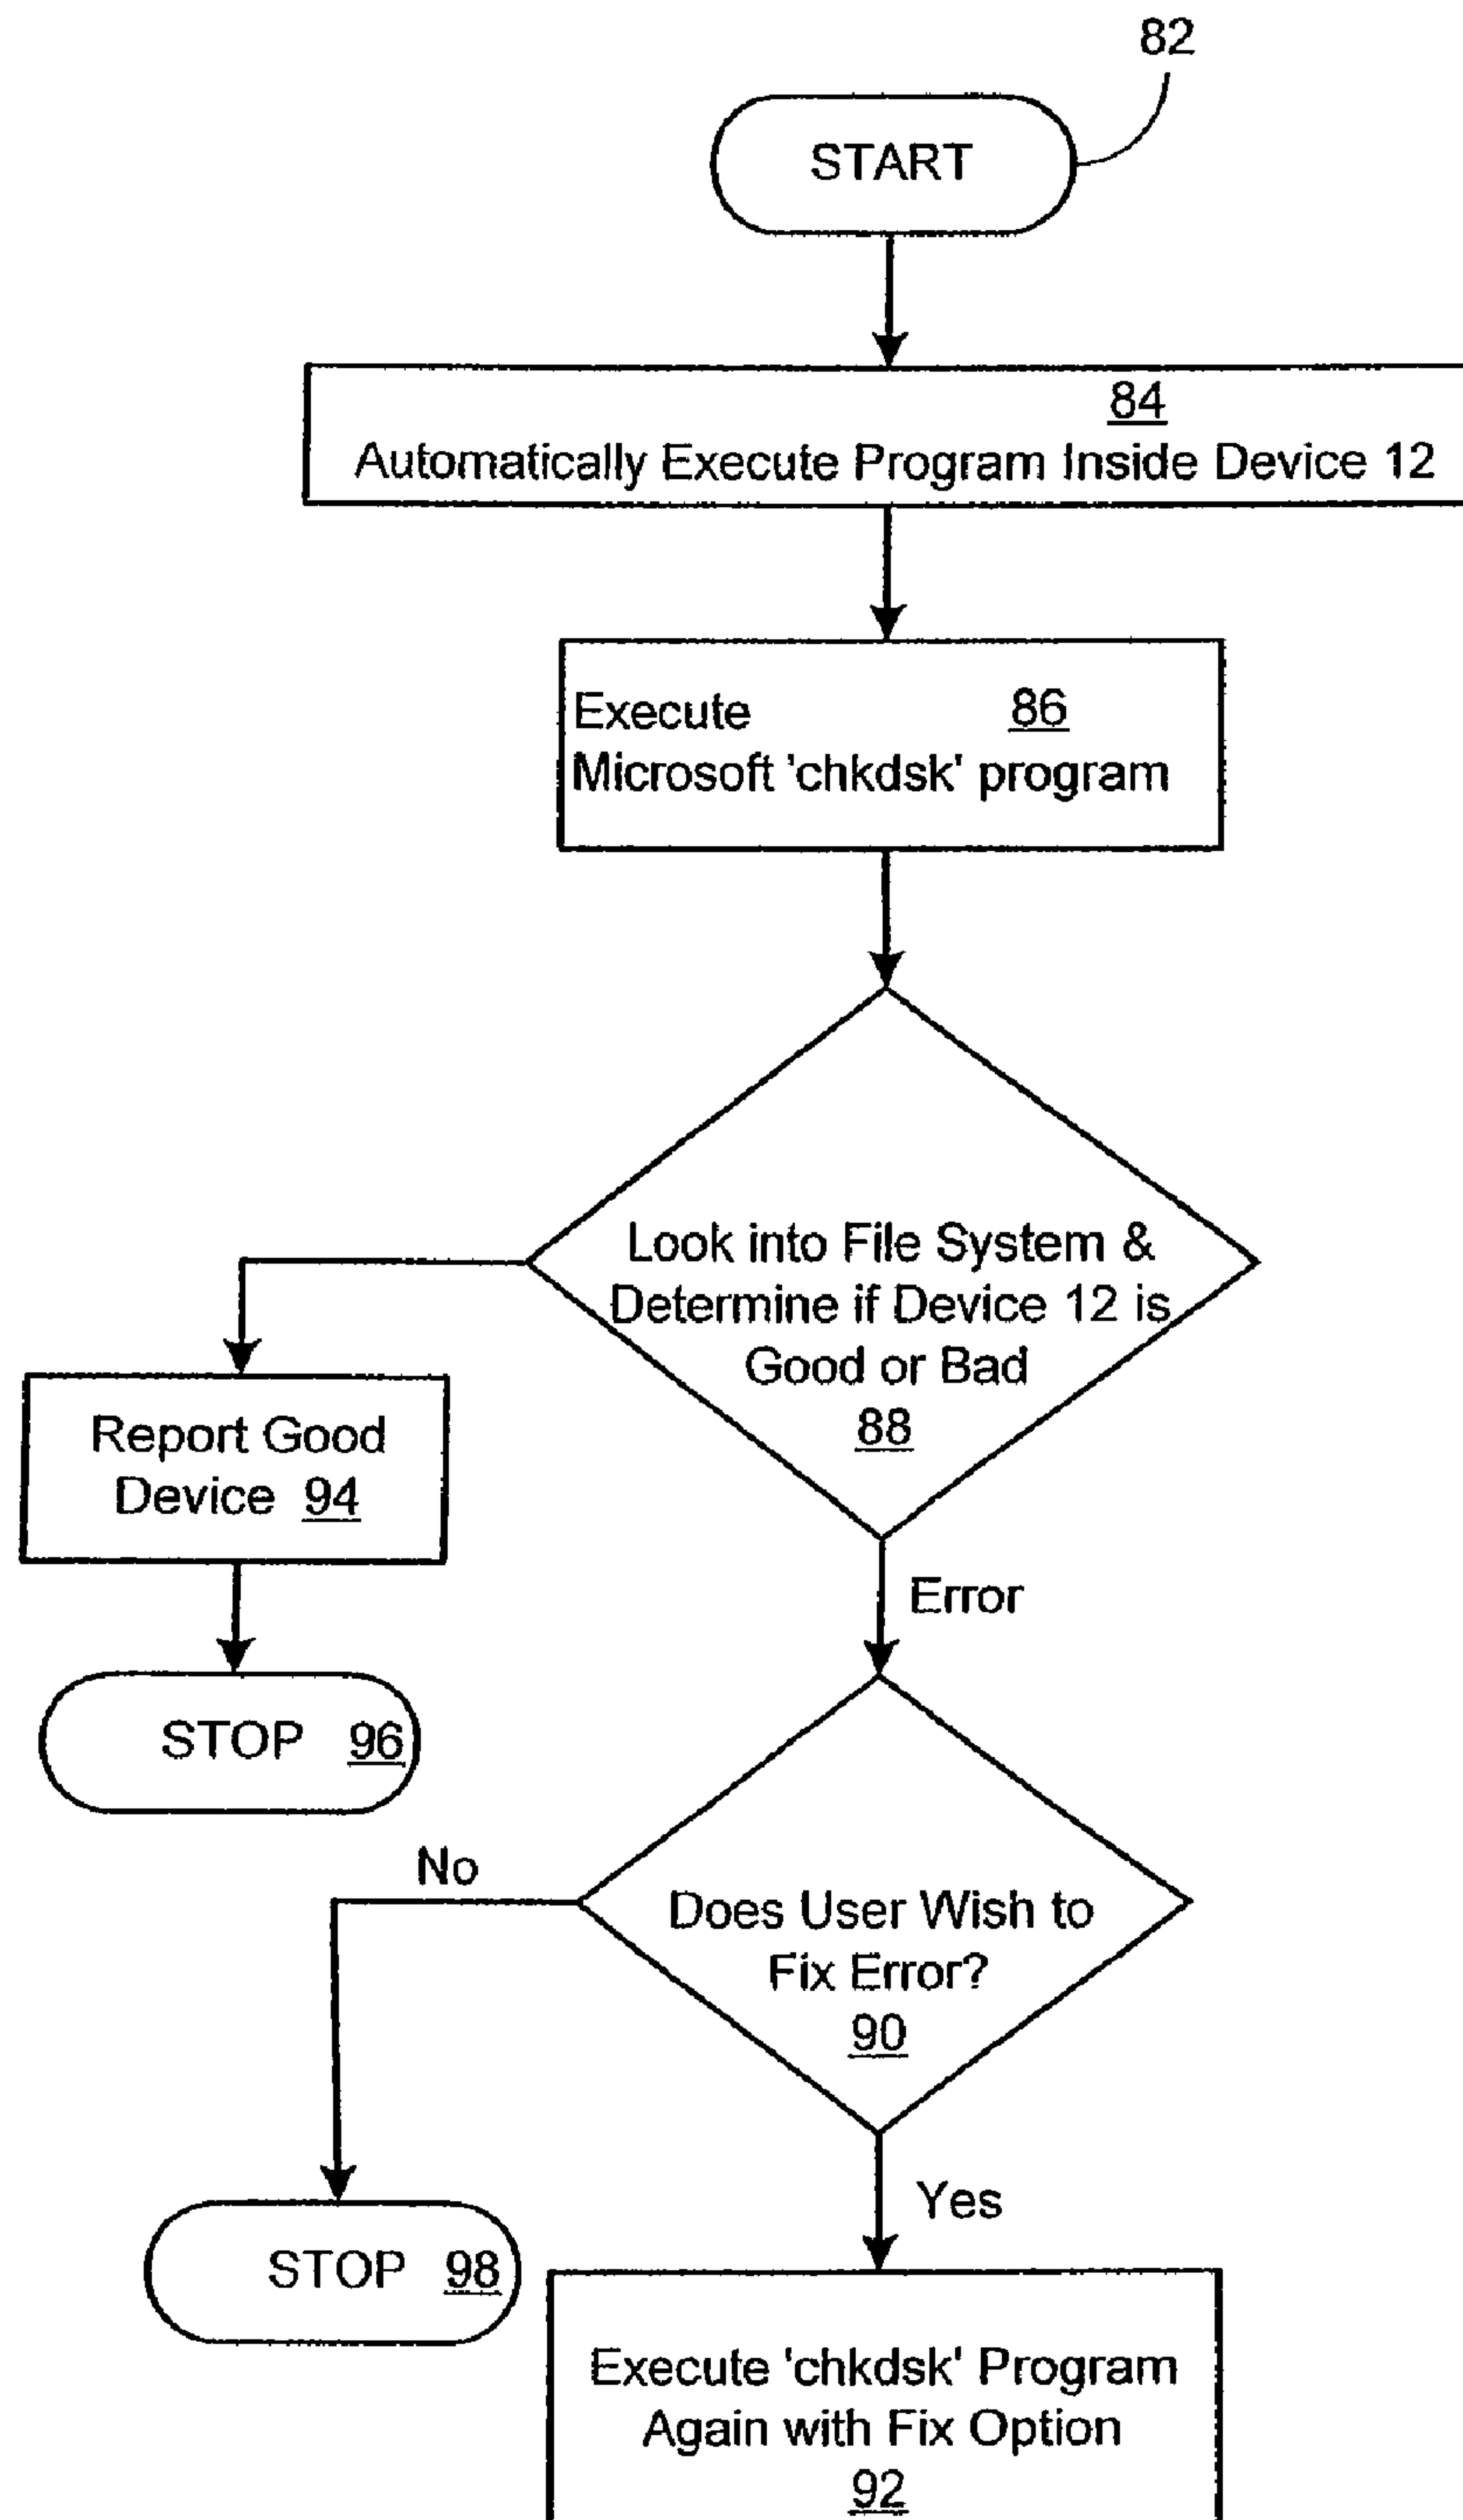 82
START
84
Automatically Execute Program Inside Device 12
Execute 86
Microsoft 'chkdsk' program
Look into File System &
Determine if Device 12 is
Good or Bad
88
Report Good
Device 94
Error
STOP 96
No
Does User Wish to
Fix Error?
90
Yes
STOP 98
Execute 'chkdsk' Program
Again with Fix Option
92